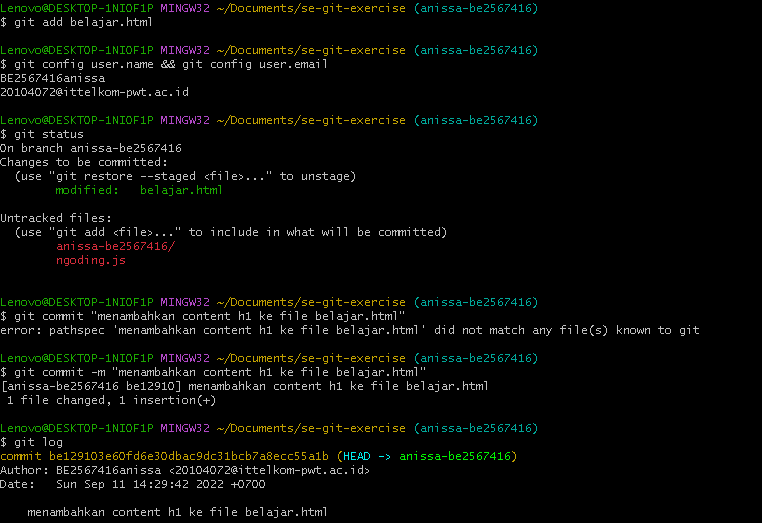 Lenovo@DESKTOP-1NIOF1P MINGW32 ~/Documents/se-git-exercise (anissa-be2567416)
$ git add belajar.html
Lenovo@DESKTOP-1NIOF1P MINGW32 ~/Documents/se-git-exercise (anissa-be2567416)
$ git config user.name && git config user.email
BE2567416anissa
20104072@ittelkom-pwt.ac.id
Lenovo@DESKTOP-1NIOF1P MINGW32 ~/Documents/se-git-exercise (anissa-be2567416)
$ git status
On branch anissa-be2567416
Changes to be committed:
  (use "git restore --staged <file>..." to unstage)
        modified:   belajar.html
Untracked files:
  (use "git add <file>..." to include in what will be committed)
        anissa-be2567416/
        ngoding.js
Lenovo@DESKTOP-1NIOF1P MINGW32 ~/Documents/se-git-exercise (anissa-be2567416)
$ git commit "menambahkan content h1 ke file belajar.html"
error: pathspec 'menambahkan content h1 ke file belajar.html' did not match any file(s) known to git
Lenovo@DESKTOP-1NIOF1P MINGW32 ~/Documents/se-git-exercise (anissa-be2567416)
$ git commit -m "menambahkan content h1 ke file belajar.html"
[anissa-be2567416 be12910] menambahkan content h1 ke file belajar.html
 1 file changed, 1 insertion(+)
Lenovo@DESKTOP-1NIOF1P MINGW32 ~/Documents/se-git-exercise (anissa-be2567416)
$ git log
commit be129103e60fd6e30dbac9dc31bcb7a8ecc55a1b (HEAD -> anissa-be2567416)
Author: BE2567416anissa <20104072@ittelkom-pwt.ac.id>
Date:   Sun Sep 11 14:29:42 2022 +0700
    menambahkan content h1 ke file belajar.html